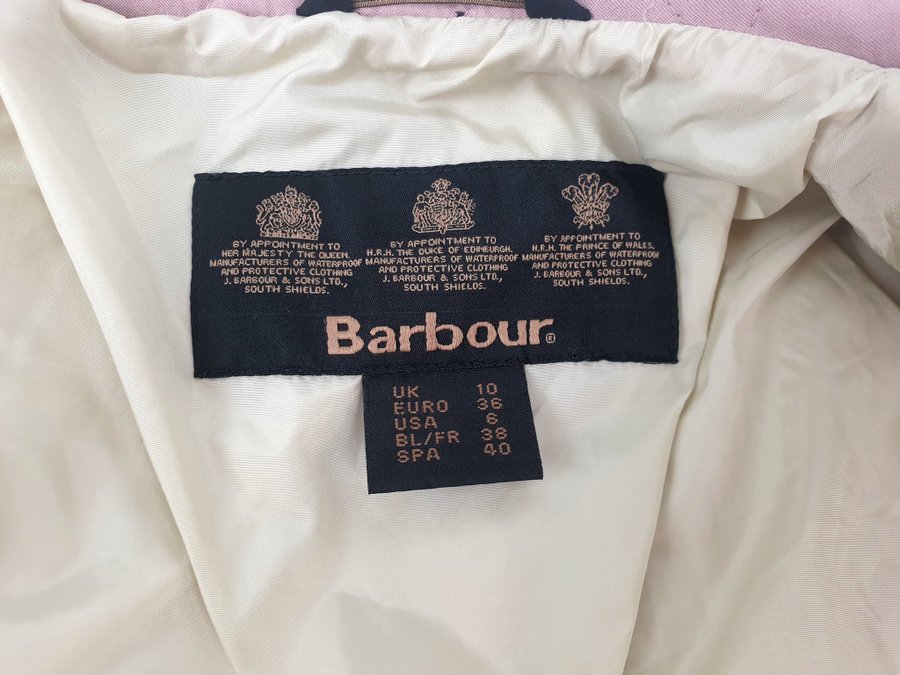 BY APPOINTMENT TO
HER MAJESTY THE QUEEN.
MANUFACTURERS OF WATERPROOF
AND PROTECTIVE CLOTHING
J. BARBOUR & SONS LTD.,
SOUTH SHIELDS.
BY APPOINTMENT TO
H.R.H. THE DUKE OF EDINBURGH.
MANUFACTURERS OF WATERPROOF
AND PROTECTIVE CLOTHING
J. BARBOUR & SONS LTD.,
SOUTH SHIELDS.
BY APPOINTMENT TO
H.R.H. THE PRINCE OF WALES.
MANUFACTURERS OF WATERPROOF
AND PROTECTIVE CLOTHING
J. BARBOUR & SONS LTD.,
SOUTH SHIELDS.
Barbour®
UK 10
EURO 36
USA 6
BL/FR 38
SPA 40